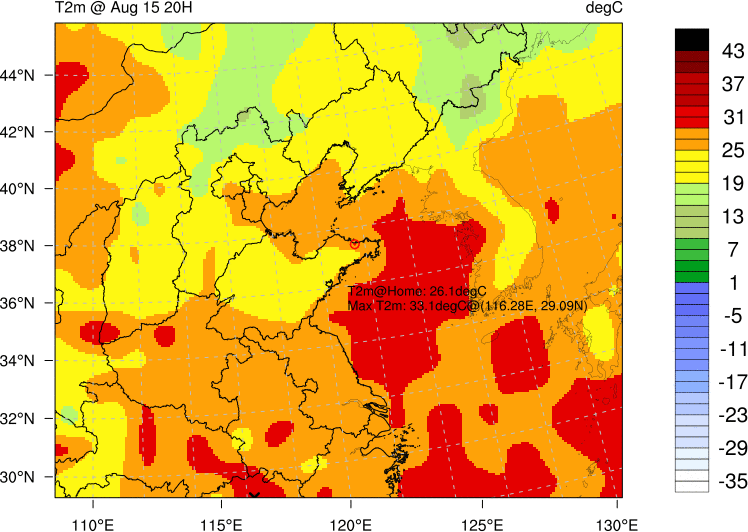 T2m @ Aug 15 20H
degC
44°N
42°N
40°N
38°N
36°N
34°N
32°N
30°N
T2m@Home: 26.1degC
Max T2m: 33.1degC@(116.28E, 29.09N)
110°E
115°E
120°E
125°E
130°E
43
37
31
25
19
13
7
1
-5
-11
-17
-23
-29
-35